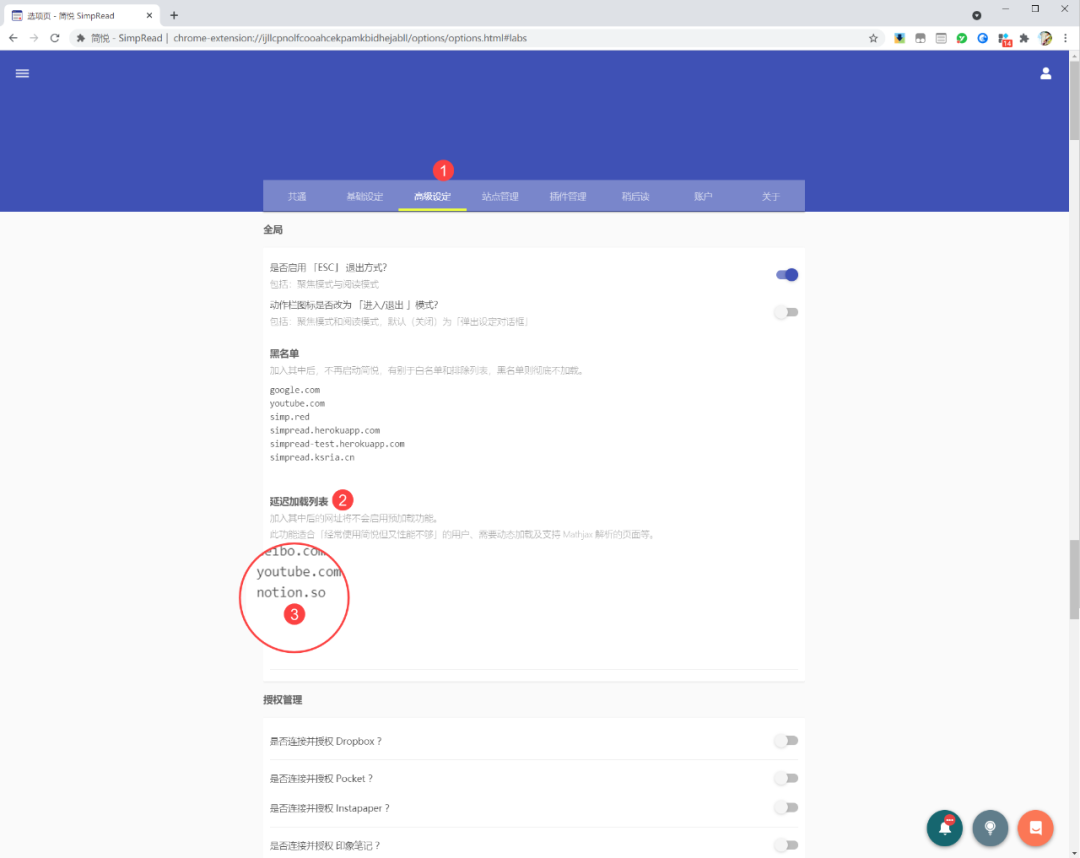 选项页 - 简悦 SimpRead
简悦 - SimpRead | chrome-extension://ijllcpnolfcooahcekpamkbidhejabll/options/options.html#labs
14
1
共通 基础设定 高级设定 站点管理 插件管理 稍后读 账户 关于
全局
是否启用 「ESC」 退出方式?
包括：聚焦模式与阅读模式
动作栏图标是否改为 「进入/退出 」模式?
包括：聚焦模式和阅读模式，默认（关闭）为「弹出设定对话框」
黑名单
加入其中后，不再启动简悦，有别于白名单和排除列表，黑名单则彻底不加载。
google.com
youtube.com
simp.red
simpread.herokuapp.com
simpread-test.herokuapp.com
simpread.ksria.cn
延迟加载列表 2
加入其中后的网址将不会启用预加载功能。
此功能适合「经常使用简悦但又性能不够」的用户、需要动态加载及支持 Mathjax 解析的页面等。
eibo.com
youtube.com
notion.so
3
授权管理
是否连接并授权 Dropbox ?
是否连接并授权 Pocket ?
是否连接并授权 Instapaper ?
是否连接并授权 印象笔记 ?